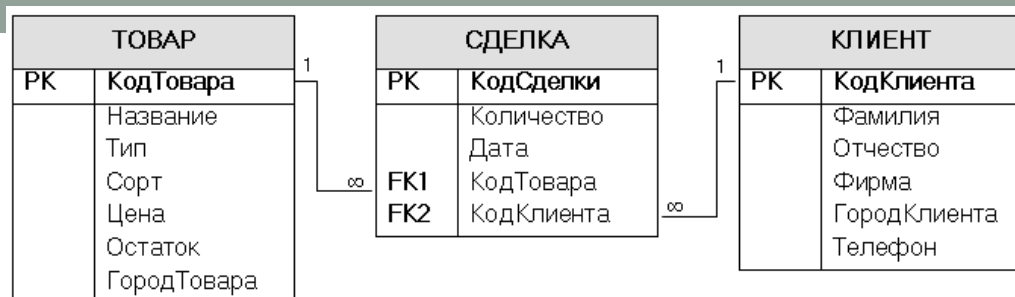 ТОВАР
PK КодТовара
Название
Тип
Сорт
Цена
Остаток
ГородТовара
1
∞
СДЕЛКА
PK КодСделки
Количество
Дата
FK1 КодТовара
FK2 КодКлиента
1
∞
КЛИЕНТ
PK КодКлиента
Фамилия
Отчество
Фирма
ГородКлиента
Телефон